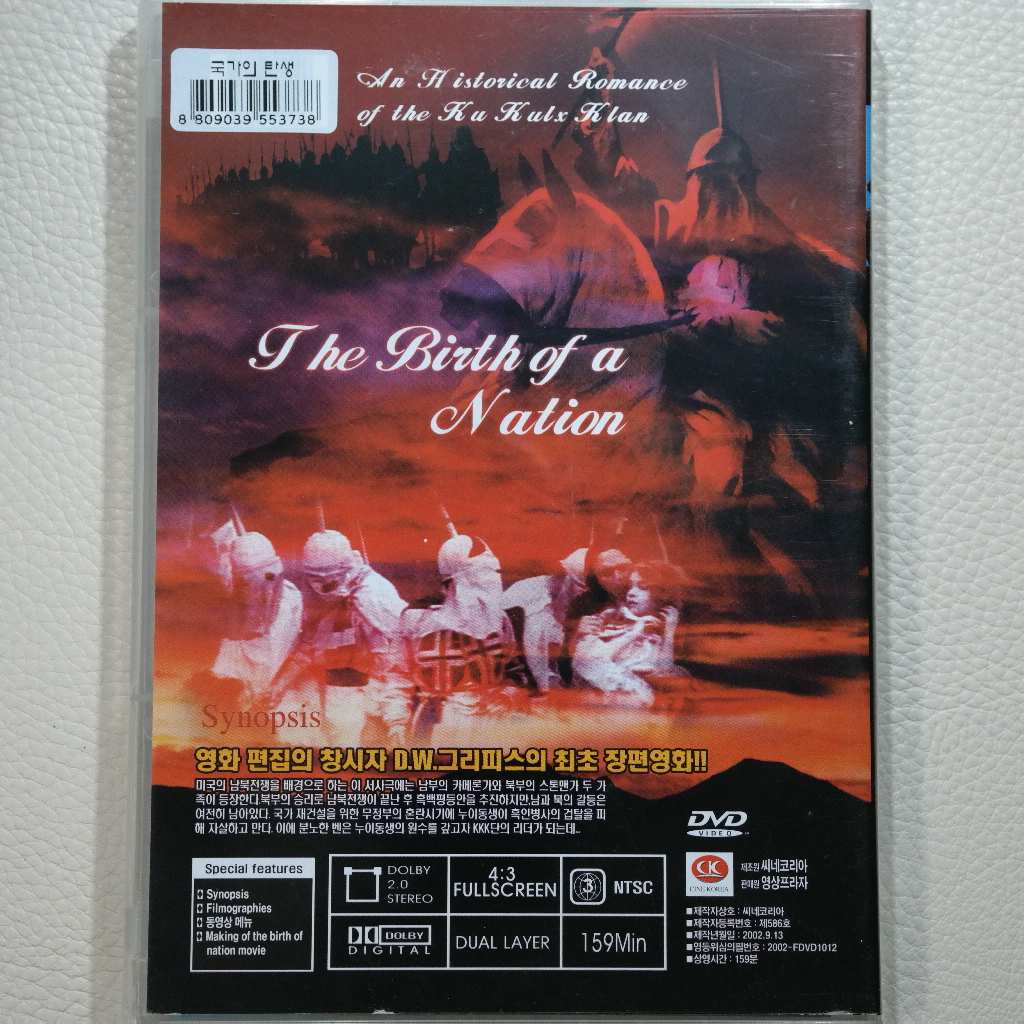 국가의 탄생
8 809039 553738
An Historical Romance
of the Ku Kulx Klan
The Birth of a
Nation
Synopsis
영화 편집의 창시자 D.W.그리피스의 최초 장편영화!!
미국의 남북전쟁을 배경으로 하는 이 서사극에는 남부의 카메론가와 북부의 스톤맨가 두 가
족이 등장한다.북부의 승리로 남북전쟁이 끝난 후 흑백평등안을 추진하지만,남과 북의 갈등은
여전히 남아있다. 국가 재건설을 위한 무정부의 혼란시기에 누이동생이 흑인병사의 겁탈을 피
해 자살하고 만다. 이에 분노한 벤은 누이동생의 원수를 갚고자 KKK단의 리더가 되는데..
DVD
VIDEO
Special features
Synopsis
Filmographies
동영상 메뉴
Making of the birth of
nation movie
DOLBY
2.0
STEREO
4:3
FULLSCREEN
3
NTSC
DOLBY
DIGITAL
DUAL LAYER
159Min
CK
CINE KOREA
제조원 씨네코리아
판매원 영상프라자
■제작자상호 : 씨네코리아
■제작자등록번호 : 제586호
■제작년월일 : 2002.9.13
■영등위심의필번호 : 2002-FDVD1012
■상영시간 : 159분